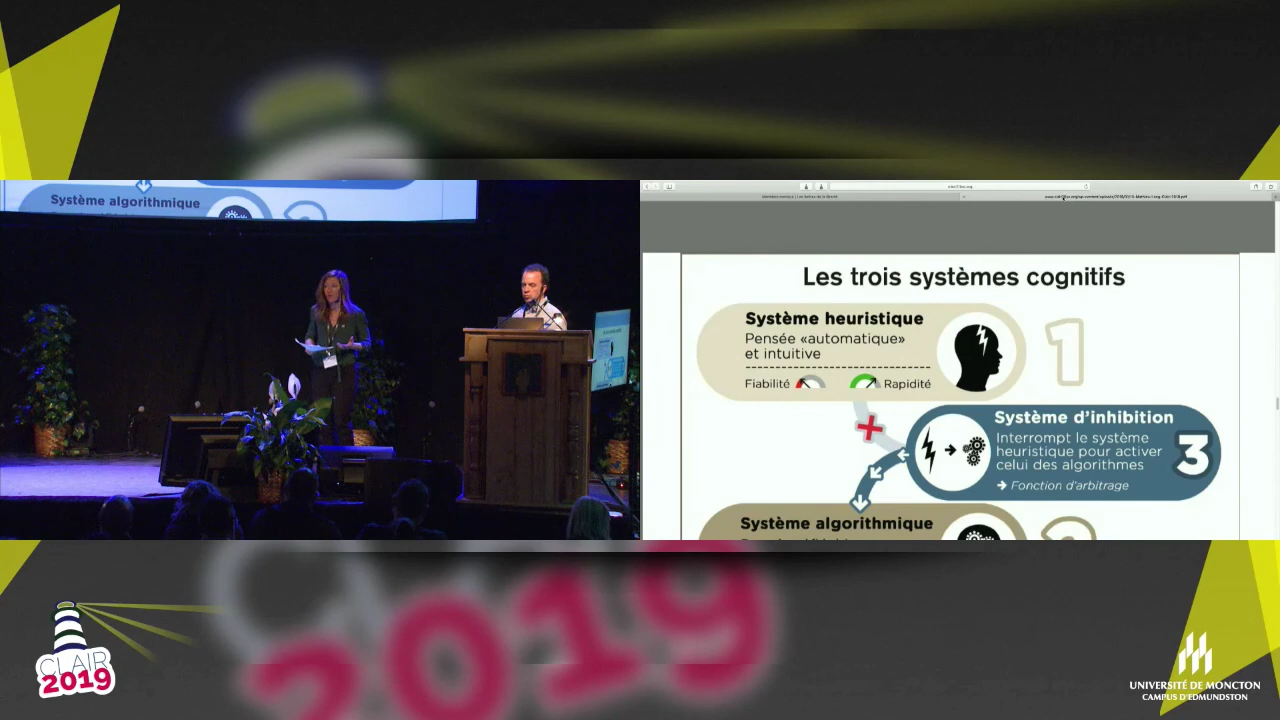 Système algorithmique
Les trois systèmes cognitifs
Système heuristique
Pensée «automatique»
et intuitive
Fiabilité
Rapidité
1
Système d'inhibition
Interrompt le système
heuristique pour activer
celui des algorithmes
→ Fonction d'arbitrage
3
Système algorithmique
CLAIR
2019
2019
UNIVERSITÉ DE MONCTON
CAMPUS D'EDMUNDSTON